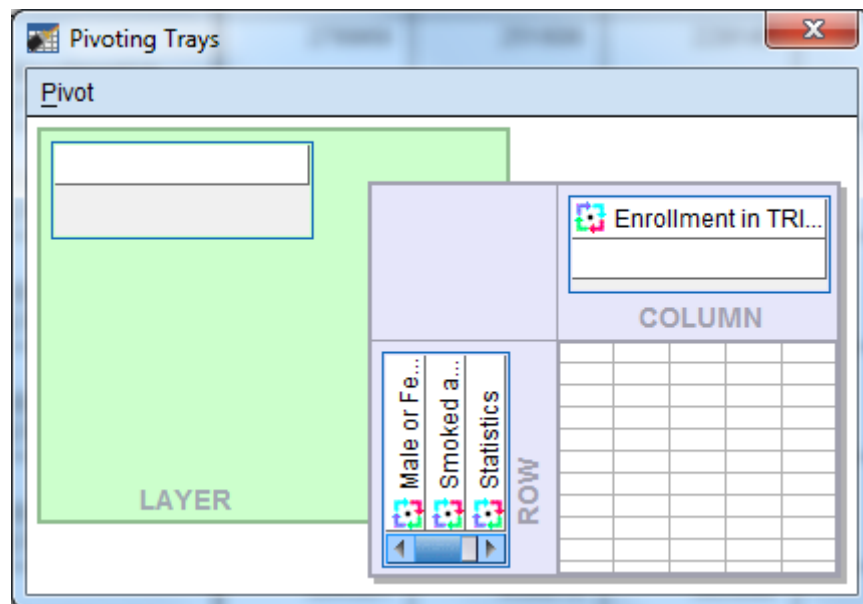 Pivoting Trays
Pivot
Enrollment in TRI...
COLUMN
Male or Fe...
Smoked a...
Statistics
ROW
LAYER